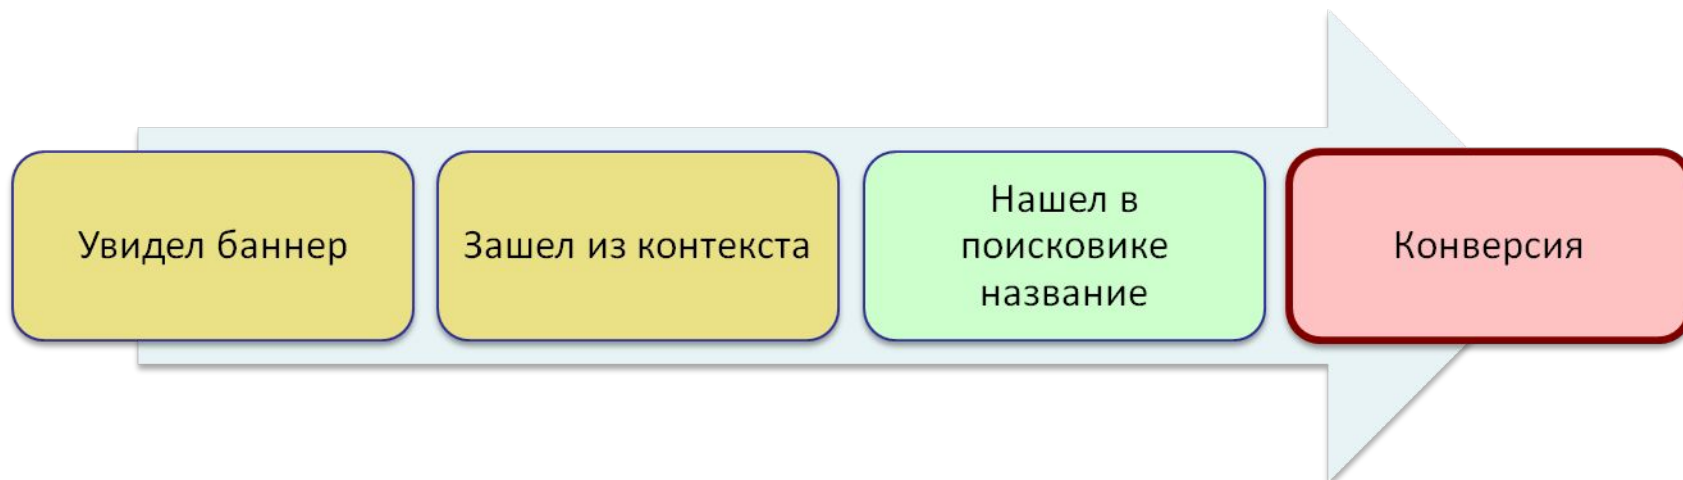 Увидел баннер
Зашел из контекста
Нашел в
поисковике
название
Конверсия